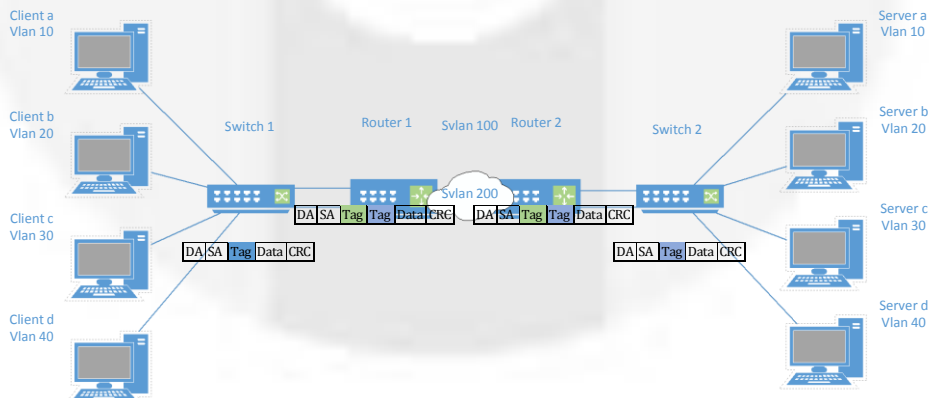 Client a
Vlan 10
Server a
Vlan 10
Client b
Vlan 20
Server b
Vlan 20
Switch 1
Router 1
Svlan 100
Router 2
Switch 2
Svlan 200
Client c
Vlan 30
Server c
Vlan 30
DA SA Tag Tag Data CRC
DA SA Tag Tag Data CRC
DA SA Tag Data CRC
DA SA Tag Data CRC
Client d
Vlan 40
Server d
Vlan 40